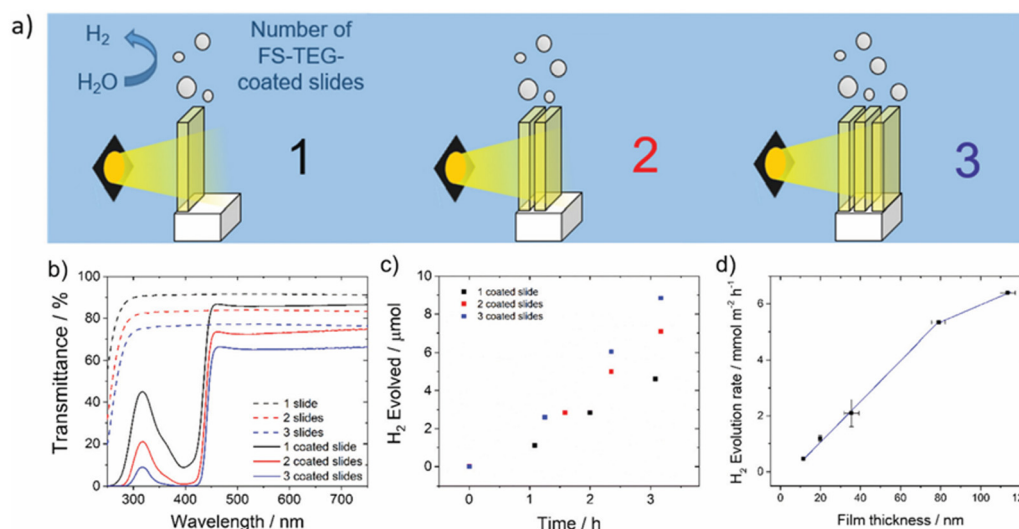 a)
H2
H2O
Number of
FS-TEG-
coated slides
1
2
3
b)
Transmittance / %
100
90
80
60
40
20
0
1 slide
2 slides
3 slides
1 coated slide
2 coated slides
3 coated slides
300 400 500 600 700
Wavelength / nm
c)
H2 Evolved / μmol
10
8
6
4
2
0
1 coated slide
2 coated slides
3 coated slides
0 1 2 3
Time / h
d)
H2 Evolution rate / mmol m-2 h-1
6
4
2
0
20 40 60 80 100
Film thickness / nm